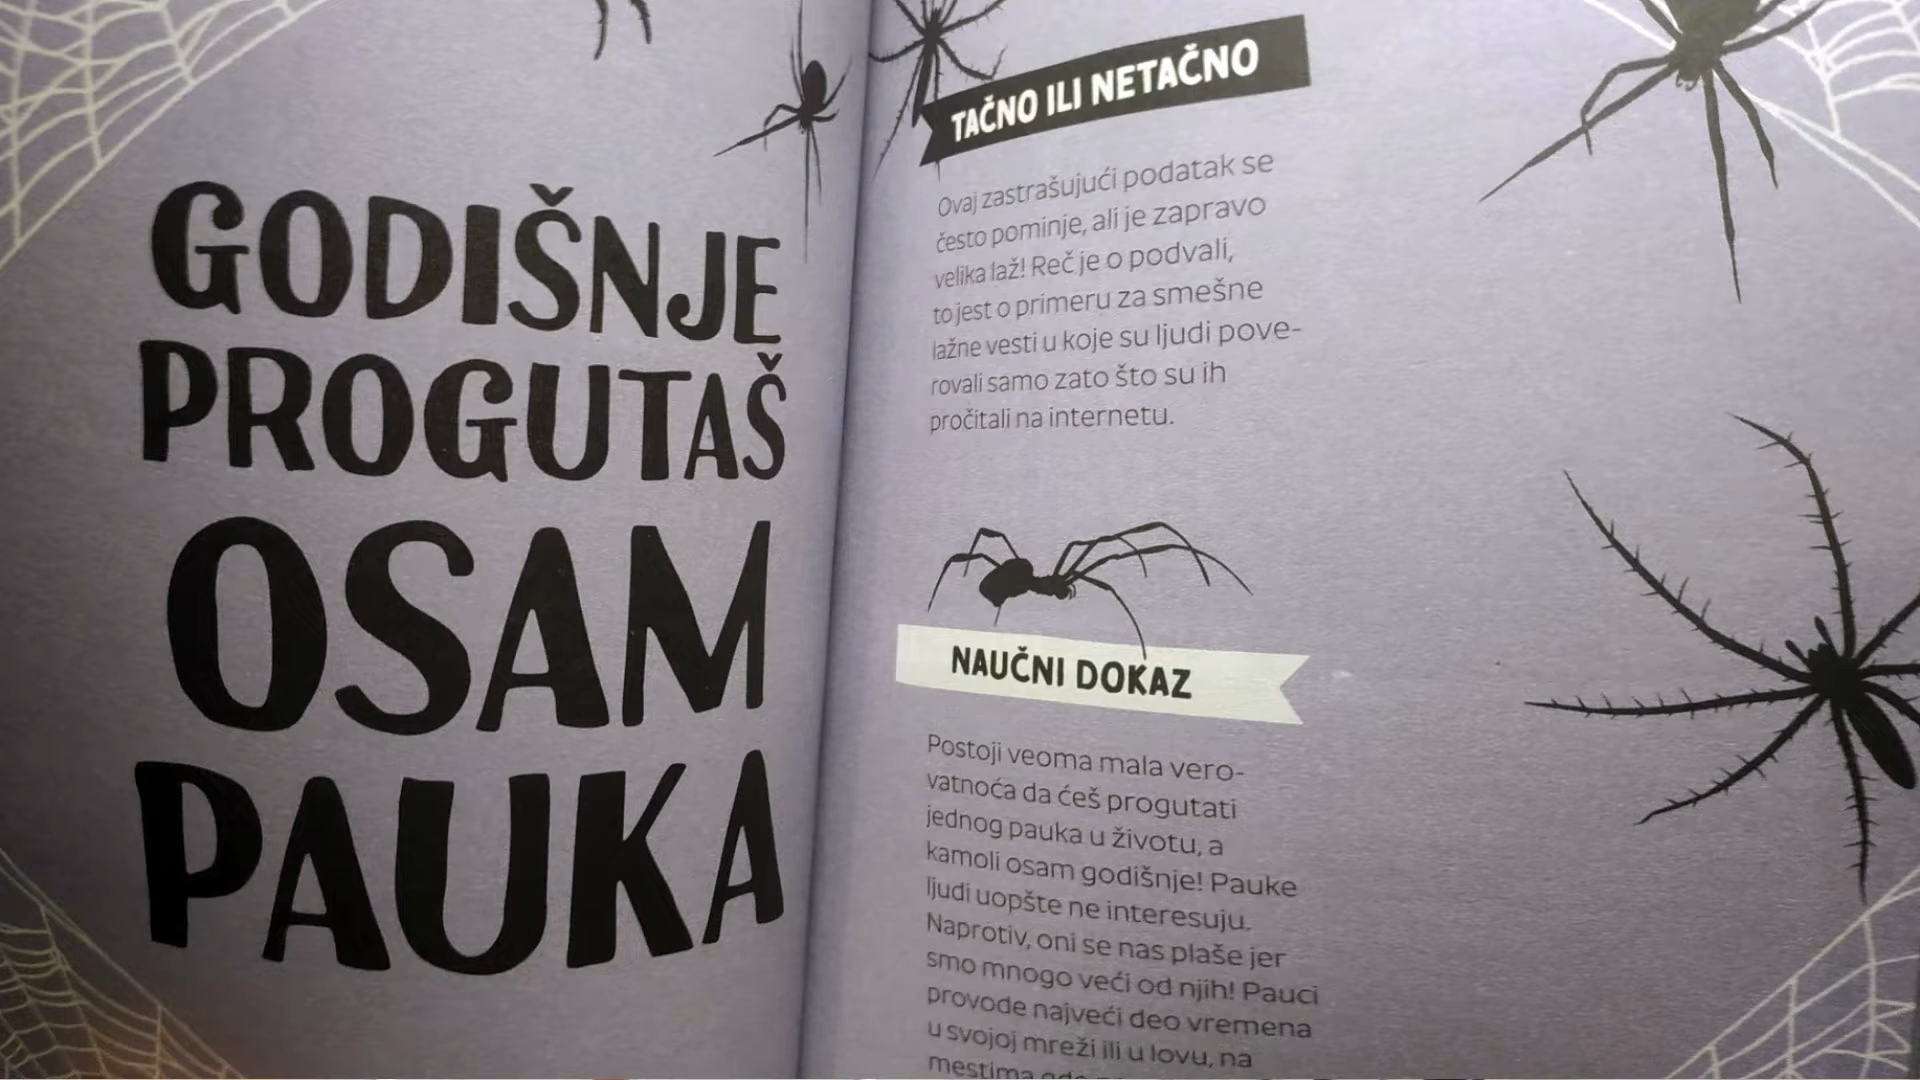 GODIŠNJE
PROGUTAŠ
OSAM
PAUKA
TAČNO ILI NETAČNO
Ovaj zastrašujući podatak se
često pominje, ali je zapravo
velika laž! Reč je o podvali,
to jest o primeru za smešne
lažne vesti u koje su ljudi pove-
rovali samo zato što su ih
pročitali na internetu.
NAUČNI DOKAZ
Postoji veoma mala vero-
vatnoća da ćeš progutati
jednog pauka u životu, a
kamoli osam godišnje! Pauke
ljudi uopšte ne interesuju.
Naprotiv, oni se nas plaše jer
smo mnogo veći od njih! Pauci
provode najveći deo vremena
u svojoj mreži ili u lovu, na
mestima